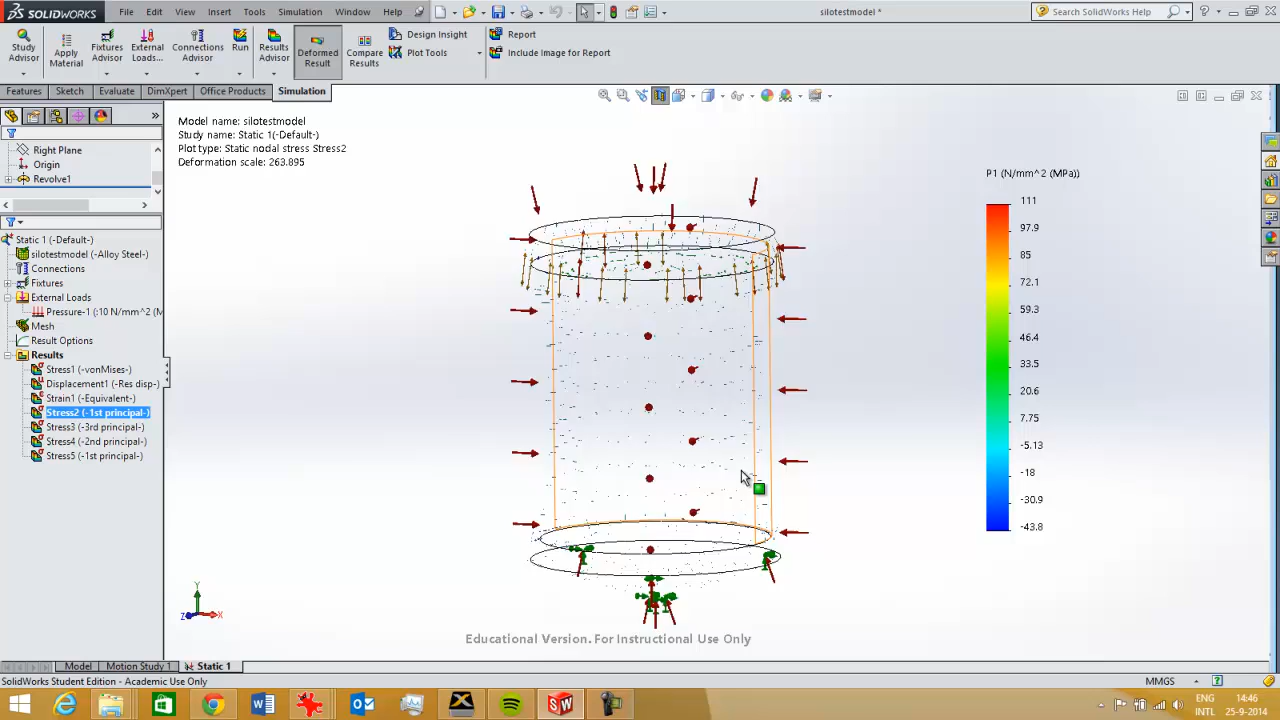 SOLIDWORKS
File Edit View Insert Tools Simulation Window Help
silotestmodel *
Search SolidWorks Help
Study Advisor
Apply Material
Fixtures Advisor
External Loads...
Connections Advisor
Run
Results Advisor
Deformed Result
Compare Results
Design Insight
Plot Tools
Report
Include Image for Report
Features Sketch Evaluate DimXpert Office Products Simulation
Right Plane
Origin
Revolve1
Static 1 (-Default-)
silotestmodel (-Alloy Steel-)
Connections
Fixtures
External Loads
Pressure-1 (:10 N/mm^2 (M
Mesh
Result Options
Results
Stress1 (-vonMises-)
Displacement1 (-Res disp-)
Strain1 (-Equivalent-)
Stress2 (-1st principal-)
Stress3 (-3rd principal-)
Stress4 (-2nd principal-)
Stress5 (-1st principal-)
Model name: silotestmodel
Study name: Static 1(-Default-)
Plot type: Static nodal stress Stress2
Deformation scale: 263.895
P1 (N/mm^2 (MPa))
111
97.9
85
72.1
59.3
46.4
33.5
20.6
7.75
-5.13
-18
-30.9
-43.8
Y
Z X
Educational Version. For Instructional Use Only
Model Motion Study 1 Static 1
SolidWorks Student Edition - Academic Use Only
MMGS
ENG
INTL
14:46
25-9-2014